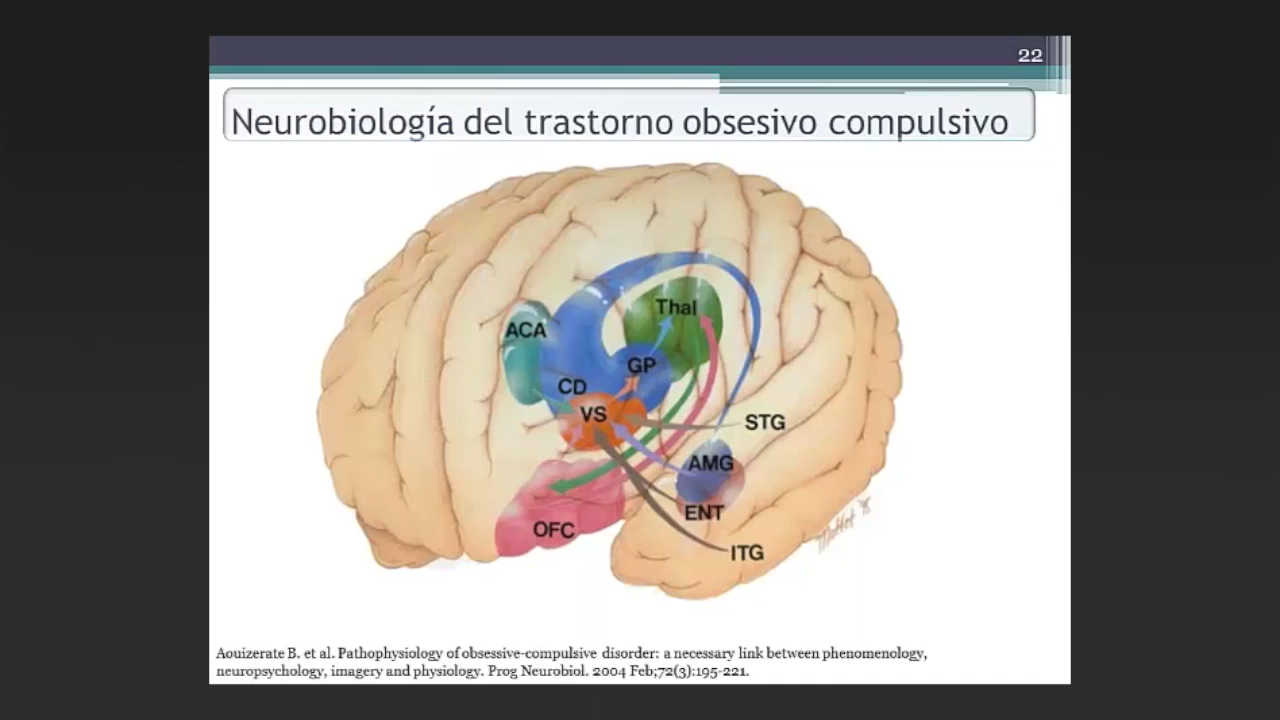 22
Neurobiología del trastorno obsesivo compulsivo
Thal
ACA
GP
CD
VS
STG
AMG
ENT
OFC
ITG
Aouizerate B. et al. Pathophysiology of obsessive-compulsive disorder: a necessary link between phenomenology,
neuropsychology, imagery and physiology. Prog Neurobiol. 2004 Feb;72(3):195-221.